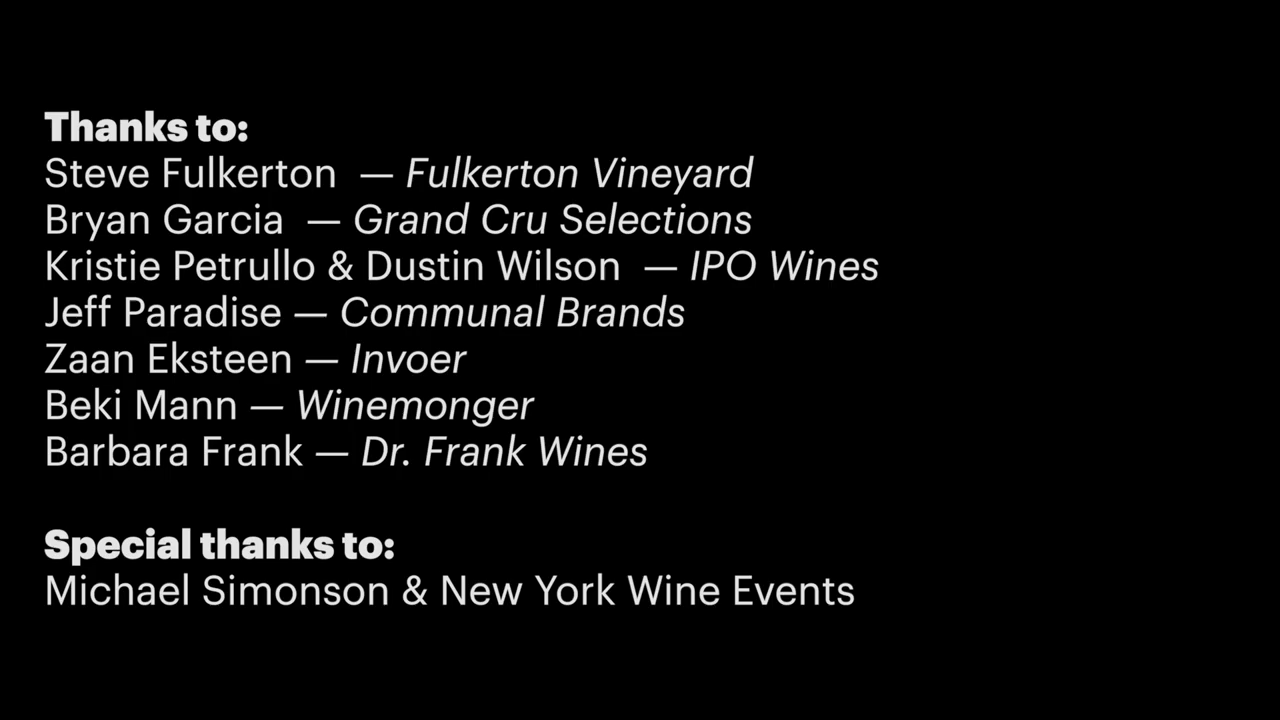 Thanks to:
Steve Fulkerton — Fulkerton Vineyard
Bryan Garcia — Grand Cru Selections
Kristie Petrullo & Dustin Wilson — IPO Wines
Jeff Paradise — Communal Brands
Zaan Eksteen — Invoer
Beki Mann — Winemonger
Barbara Frank — Dr. Frank Wines
Special thanks to:
Michael Simonson & New York Wine Events